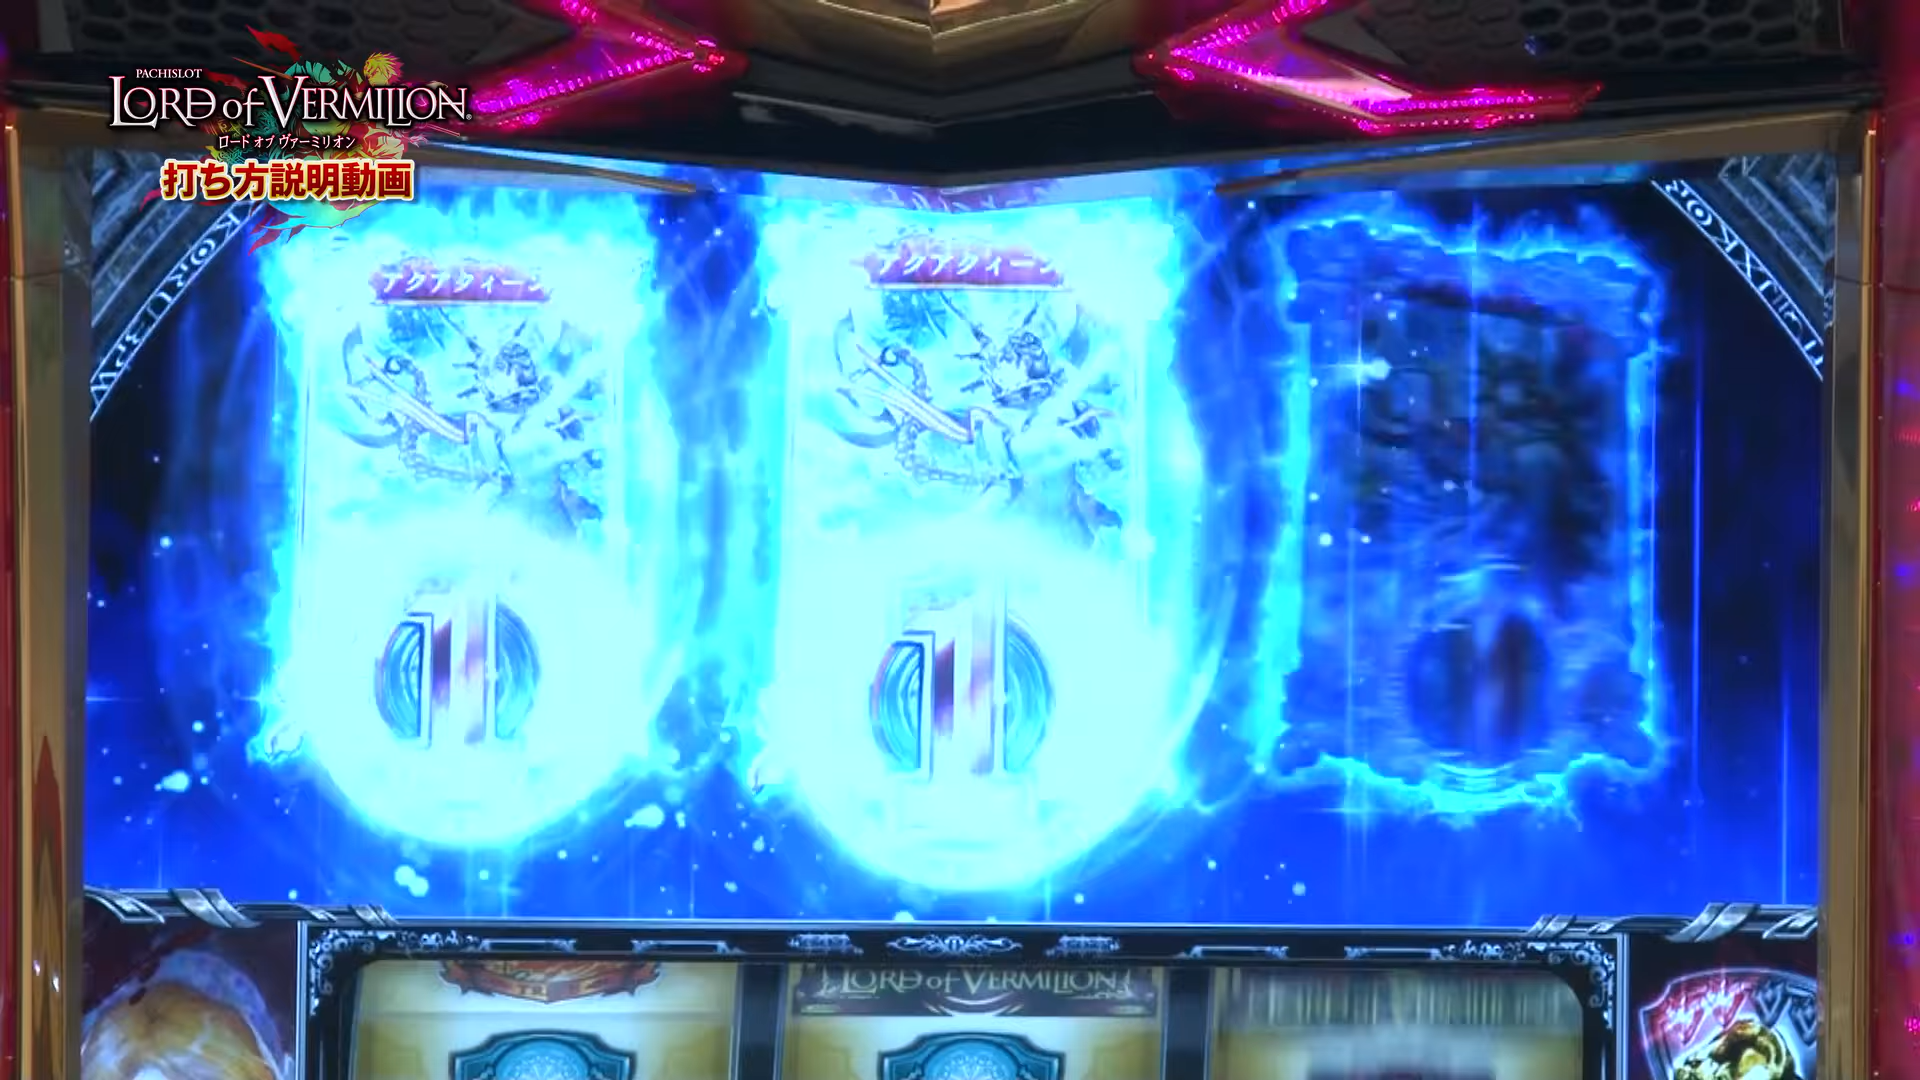 PACHISLOT
LORD of VERMILION®
ロード オブ ヴァーミリオン
打ち方説明動画
アクアクィーン
アクアクィーン
1
1
LORD of VERMILION